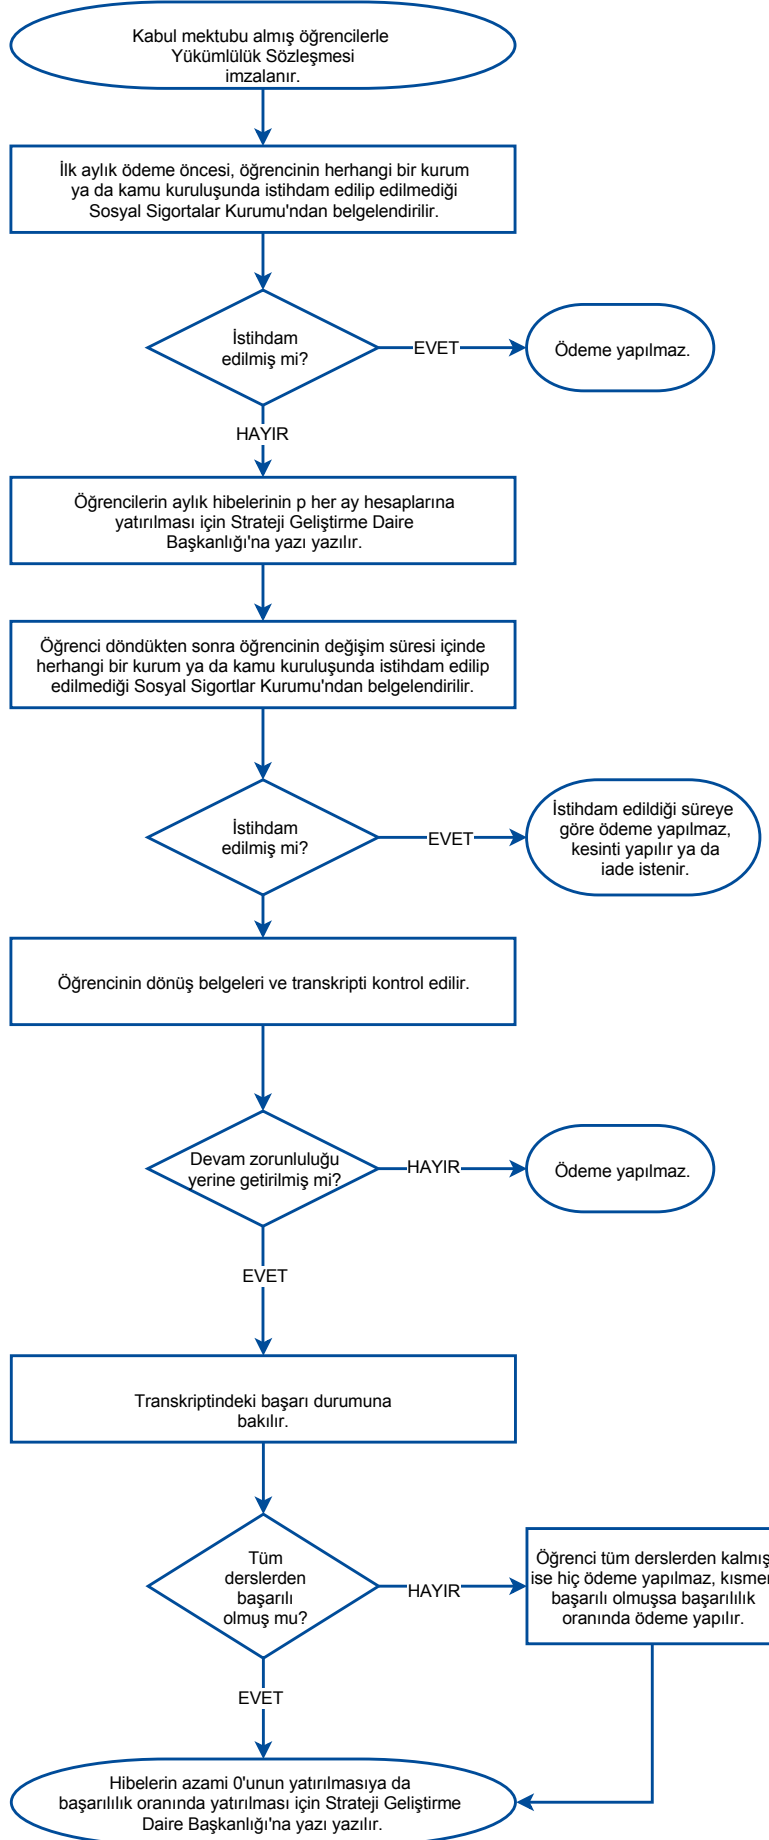 Kabul mektubu almış öğrencilerle
Yükümlülük Sözleşmesi
imzalanır.
İlk aylık ödeme öncesi, öğrencinin herhangi bir kurum
ya da kamu kuruluşunda istihdam edilip edilmediği
Sosyal Sigortalar Kurumu'ndan belgelendirilir.
İstihdam
edilmiş mi?
EVET
Ödeme yapılmaz.
HAYIR
Öğrencilerin aylık hibelerinin p her ay hesaplarına
yatırılması için Strateji Geliştirme Daire
Başkanlığı'na yazı yazılır.
Öğrenci döndükten sonra öğrencinin değişim süresi içinde
herhangi bir kurum ya da kamu kuruluşunda istihdam edilip
edilmediği Sosyal Sigortlar Kurumu'ndan belgelendirilir.
İstihdam
edilmiş mi?
EVET
İstihdam edildiği süreye
göre ödeme yapılmaz,
kesinti yapılır ya da
iade istenir.
Öğrencinin dönüş belgeleri ve transkripti kontrol edilir.
Devam zorunluluğu
yerine getirilmiş mi?
HAYIR
Ödeme yapılmaz.
EVET
Transkriptindeki başarı durumuna
bakılır.
Tüm
derslerden
başarılı
olmuş mu?
HAYIR
Öğrenci tüm derslerden kalmış
ise hiç ödeme yapılmaz, kısmen
başarılı olmuşsa başarılılık
oranında ödeme yapılır.
EVET
Hibelerin azami 0'unun yatırılmasıya da
başarılılık oranında yatırılması için Strateji Geliştirme
Daire Başkanlığı'na yazı yazılır.